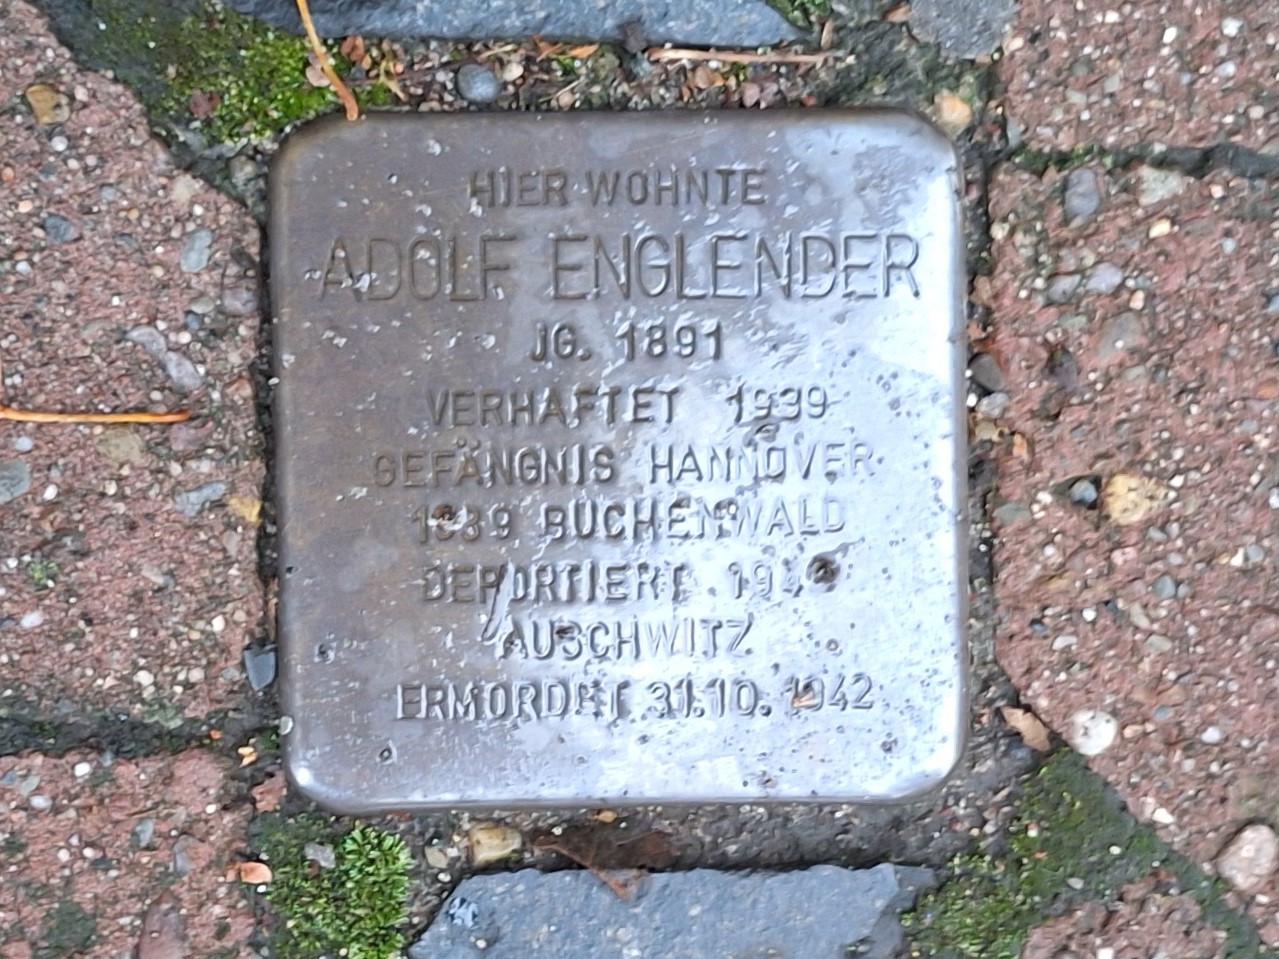 HIER WOHNTE
ADOLF ENGLENDER
JG. 1891
VERHAFTET 1939
GEFÄNGNIS HANNOVER
1939 BUCHENWALD
DEPORTIERT
AUSCHWITZ
ERMORDET 31.10.1942